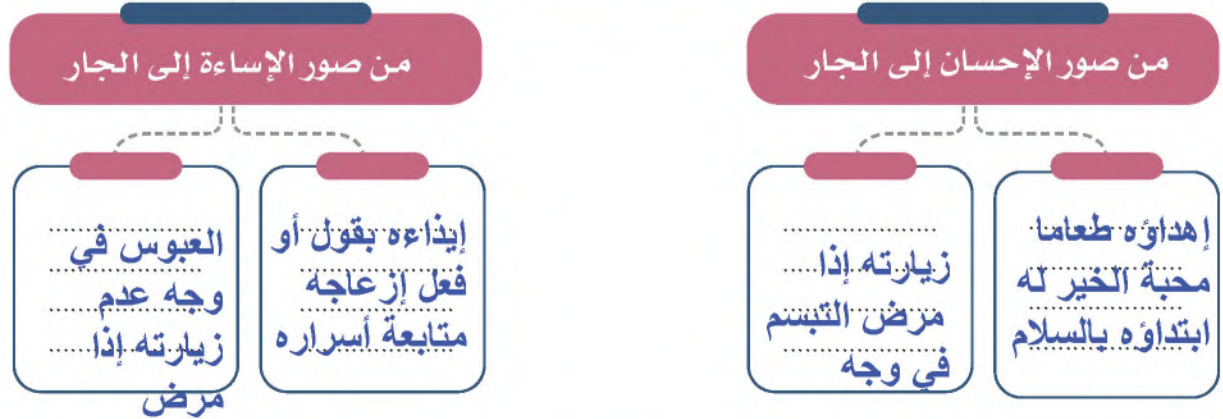 من صور الإحسان إلى الجار
إهداؤه طعاما
محبة الخير له
ابتداؤه بالسلام
زيارته إذا
مرض التبسم
في وجه
من صور الإساءة إلى الجار
إيذاءه بقول أو
فعل إزعاجه
متابعة أسراره
العبوس في
وجه عدم
زيارته إذا
مرض